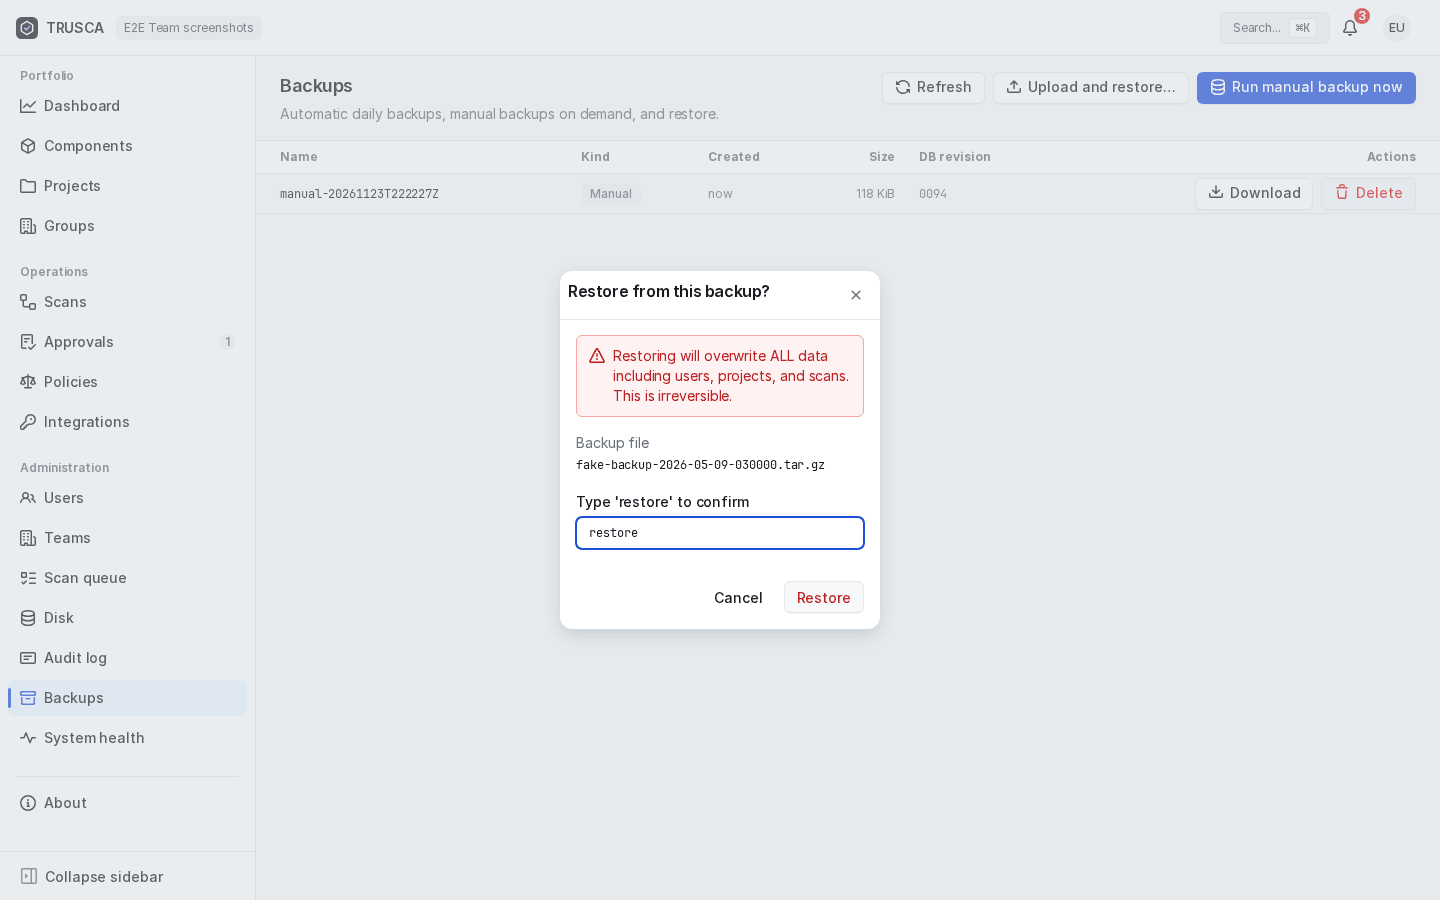 TRUSCA
E2E Team screenshots
Search...
⌘K
3
EU
Portfolio
Dashboard
Components
Projects
Groups
Operations
Scans
Approvals
1
Policies
Integrations
Administration
Users
Teams
Scan queue
Disk
Audit log
Backups
System health
About
Collapse sidebar
Backups
Automatic daily backups, manual backups on demand, and restore.
Refresh
Upload and restore...
Run manual backup now
Name Kind Created Size DB revision Actions
manual-20261123T222227Z Manual now 118 KiB 0094 Download Delete
Restore from this backup?
Restoring will overwrite ALL data
including users, projects, and scans.
This is irreversible.
Backup file
fake-backup-2026-05-09-030000.tar.gz
Type 'restore' to confirm
restore
Cancel
Restore